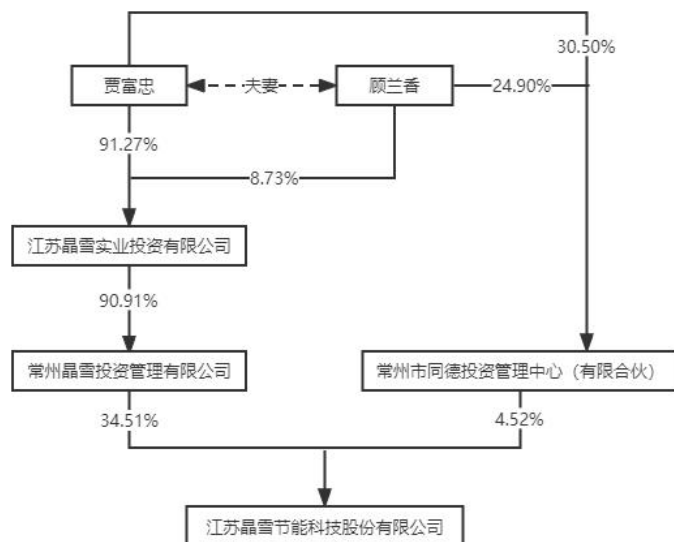 30.50%
贾富忠
夫妻
顾兰香
24.90%
91.27%
8.73%
江苏晶雪实业投资有限公司
90.91%
常州晶雪投资管理有限公司
常州市同德投资管理中心（有限合伙）
34.51%
4.52%
江苏晶雪节能科技股份有限公司